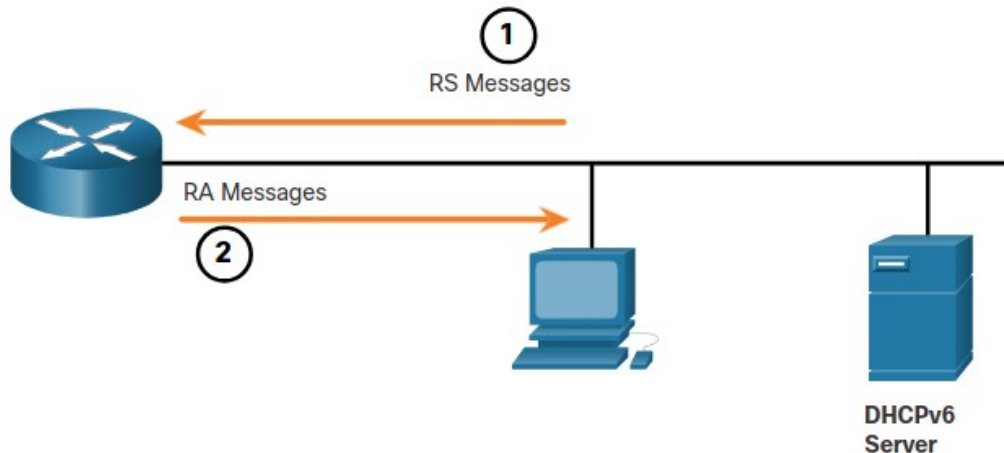 1
RS Messages
RA Messages
2
DHCPv6
Server